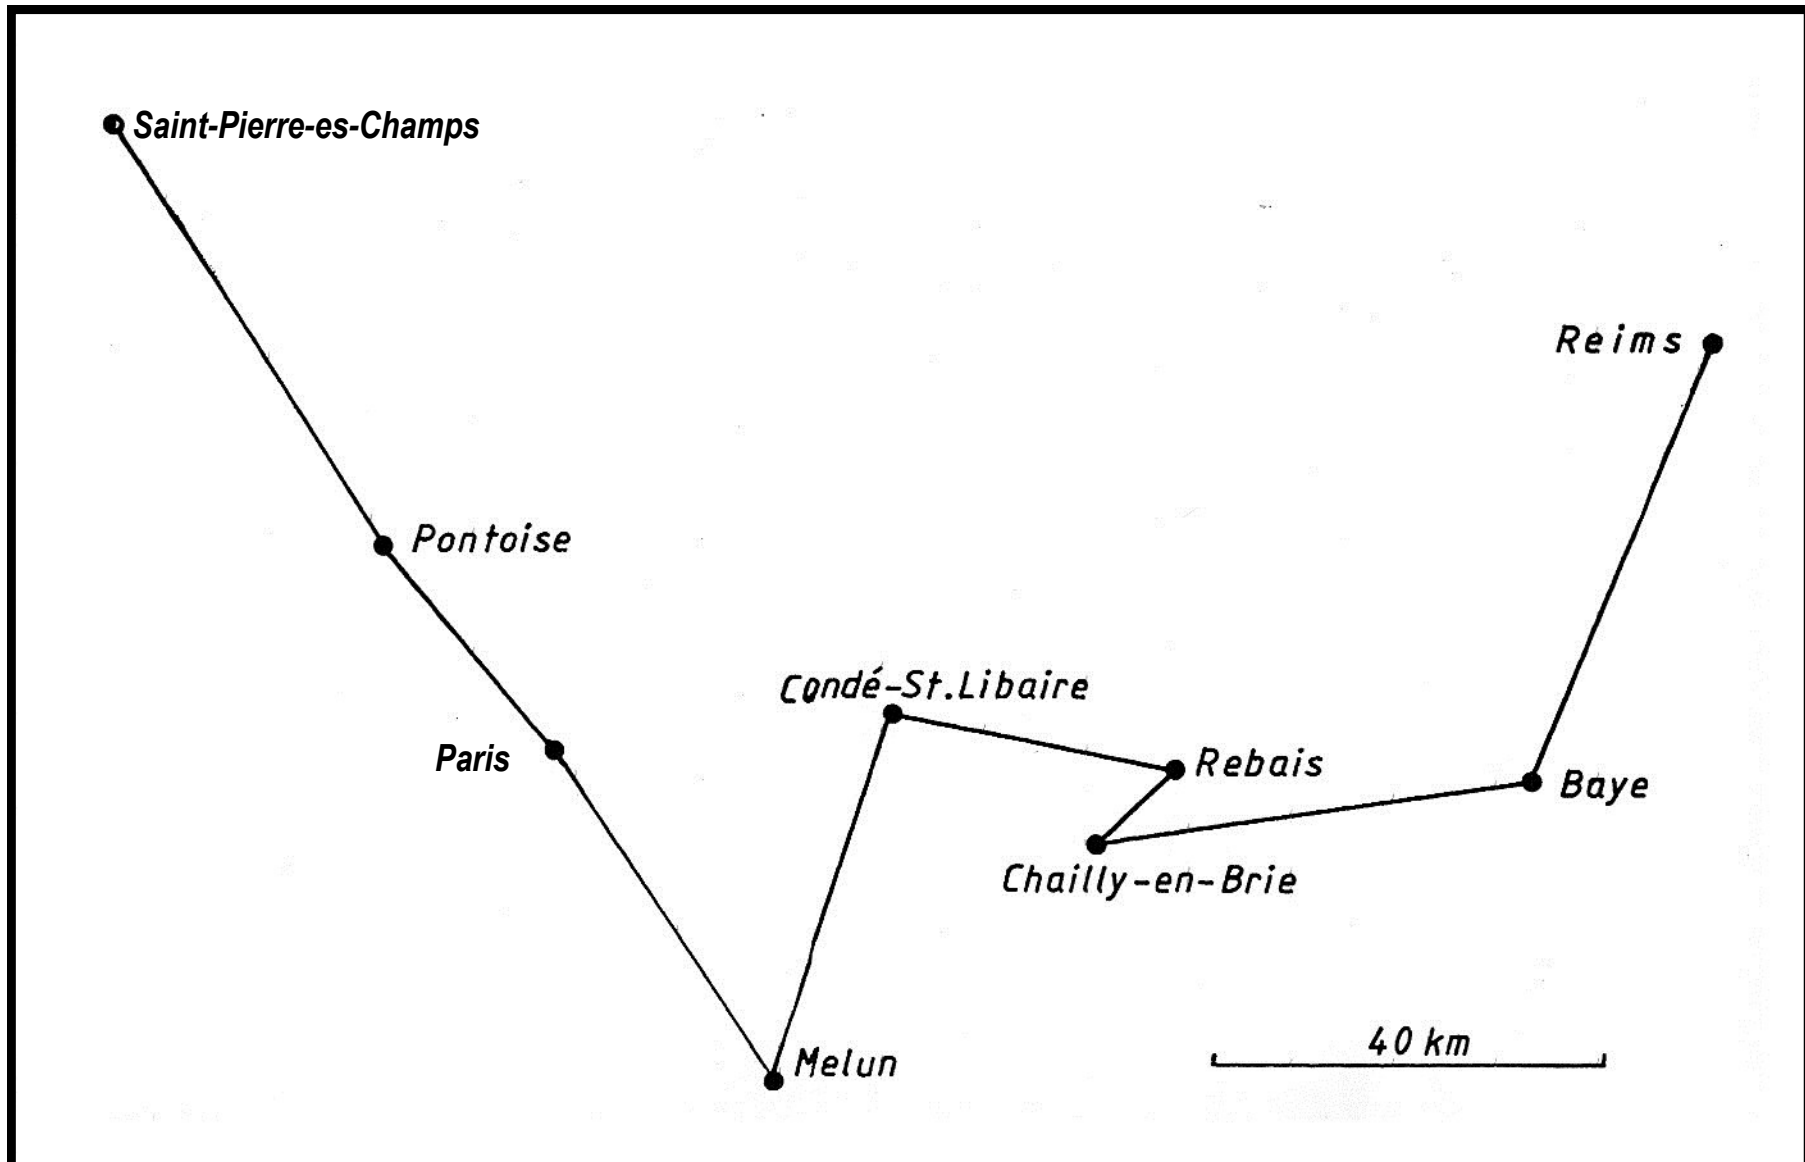 Saint-Pierre-es-Champs
Reims
Pontoise
Condé-St.Libaire
Paris
Rebais
Baye
Chailly-en-Brie
40 km
Melun